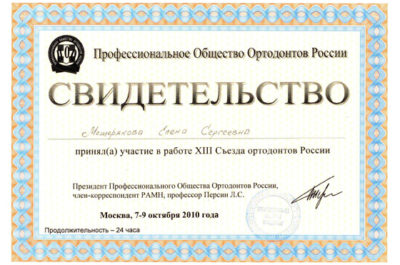 Профессиональное Общество Ортодонтов России
СВИДЕТЕЛЬСТВО
Мещерякова Елена Сергеевна
принял(а) участие в работе XIII Съезда ортодонтов России
Президент Профессионального Общества Ортодонтов России,
член-корреспондент РАМН, профессор Персин Л.С.
Москва, 7-9 октября 2010 года
Продолжительность – 24 часа